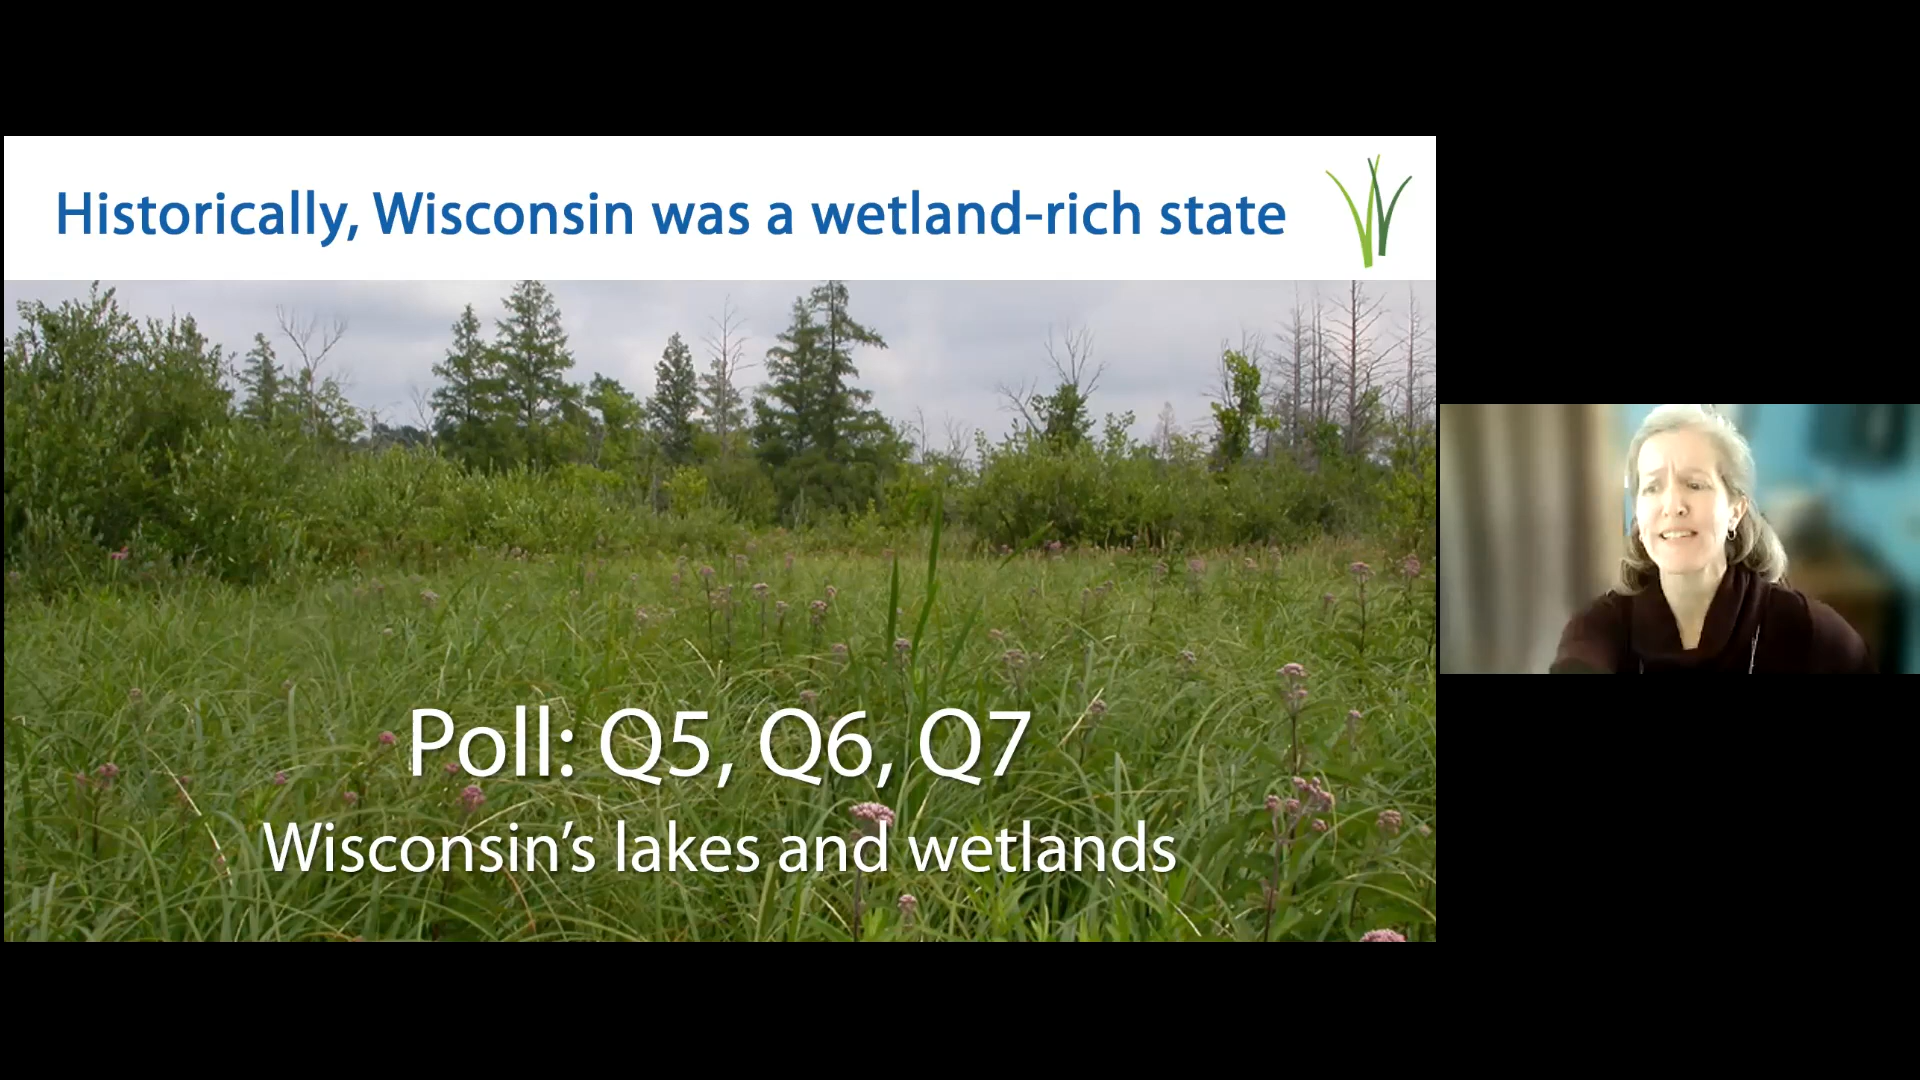 Historically, Wisconsin was a wetland-rich state
Poll: Q5, Q6, Q7
Wisconsin’s lakes and wetlands